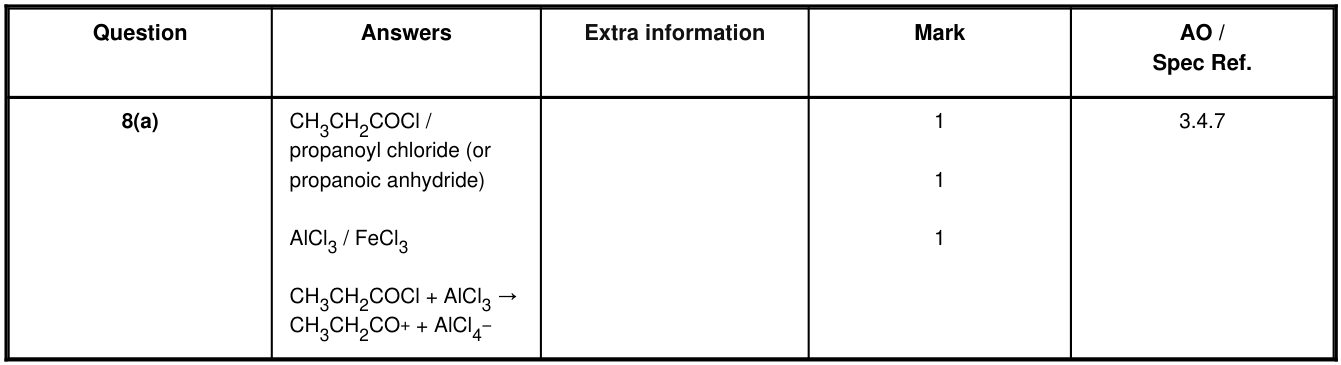 Question Answers Extra information Mark AO /
Spec Ref.
8(a) CH₃CH₂COCl / 1 3.4.7
propanoyl chloride (or
propanoic anhydride) 1
AlCl₃ / FeCl₃ 1
CH₃CH₂COCl + AlCl₃ →
CH₃CH₂CO+ + AlCl₄–